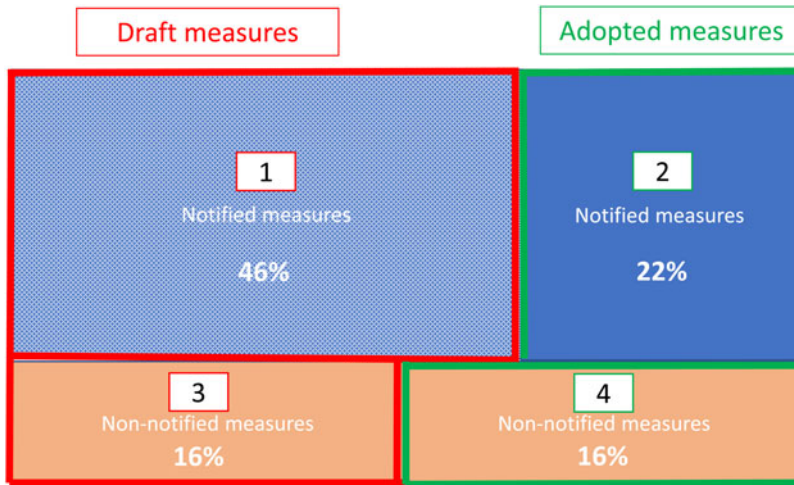 Draft measures
Adopted measures
1
Notified measures
46%
2
Notified measures
22%
3
Non-notified measures
16%
4
Non-notified measures
16%